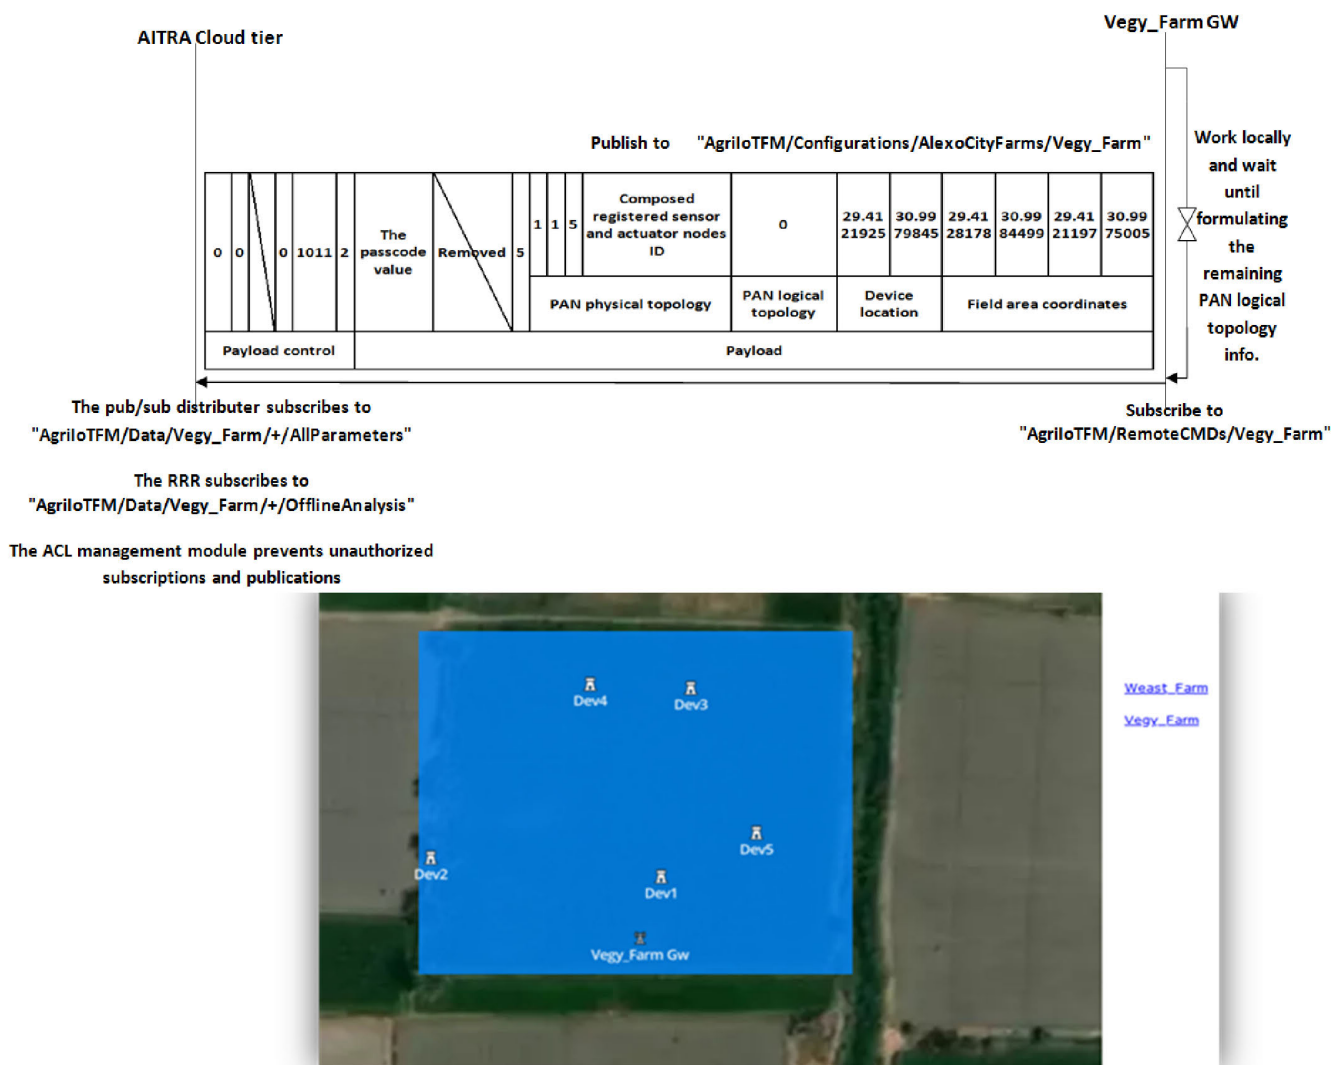 AITRA Cloud tier
Vegy_Farm GW
Publish to "AgriIoTFM/Configurations/AlexoCityFarms/Vegy_Farm"
Work locally
and wait
until
formulating
the
remaining
PAN logical
topology
info.
0
0
0
1011
2
The
passcode
value
Removed
5
1
1
5
Composed
registered sensor
and actuator nodes
ID
0
29.41
21925
30.99
79845
29.41
28178
30.99
84499
29.41
21197
30.99
75005
PAN physical topology
PAN logical
topology
Device
location
Field area coordinates
Payload control
Payload
The pub/sub distributer subscribes to
"AgriIoTFM/Data/Vegy_Farm/+/AllParameters"
Subscribe to
"AgriIoTFM/RemoteCMDs/Vegy_Farm"
The RRR subscribes to
"AgriIoTFM/Data/Vegy_Farm/+/OfflineAnalysis"
The ACL management module prevents unauthorized
subscriptions and publications
Dev4
Dev3
Dev5
Dev2
Dev1
Vegy_Farm Gw
Weast_Farm
Vegy_Farm